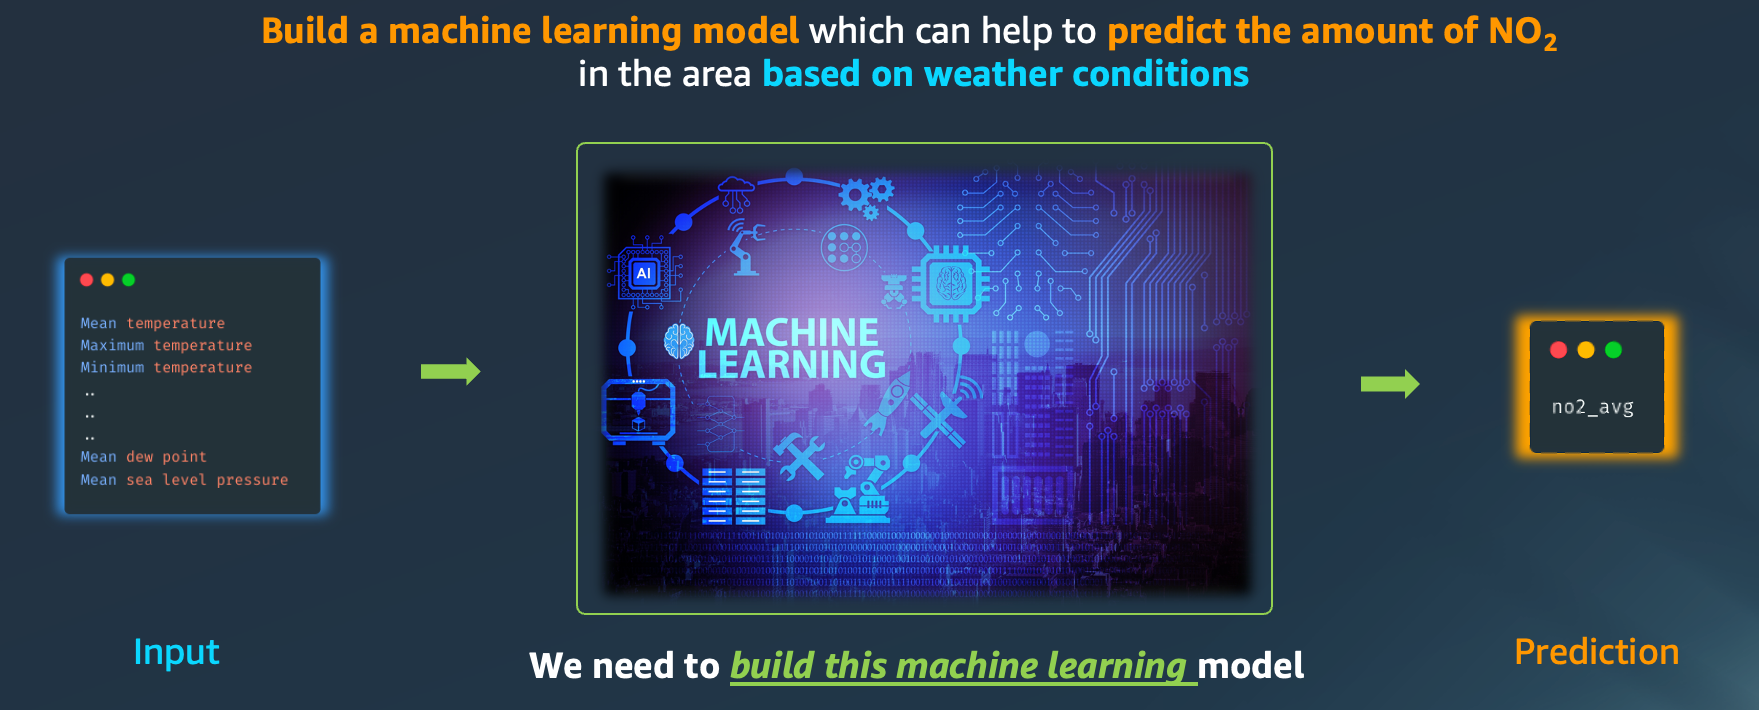 Build a machine learning model which can help to predict the amount of NO₂
in the area based on weather conditions
Mean temperature
Maximum temperature
Minimum temperature
..
..
..
Mean dew point
Mean sea level pressure
AI
MACHINE
LEARNING
no2_avg
Input
We need to build this machine learning model
Prediction